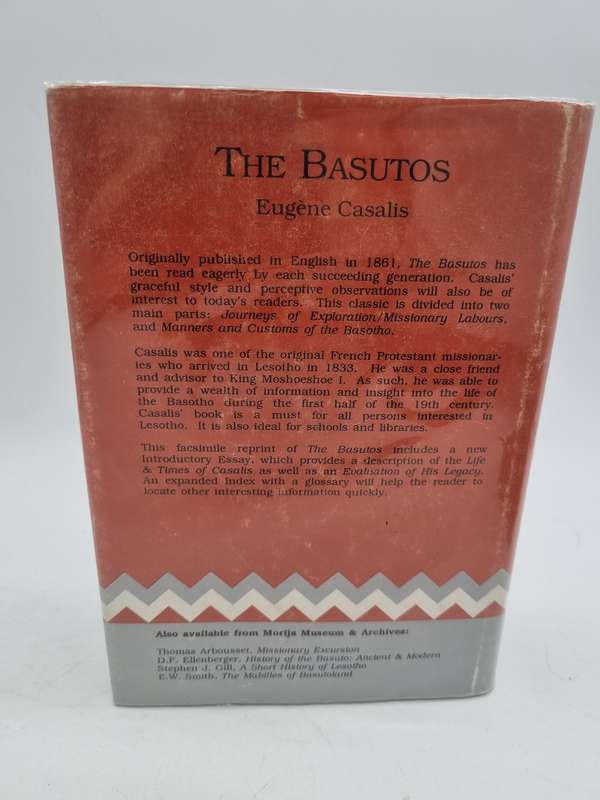 THE BASUTOS
Eugène Casalis
Originally published in English in 1861, The Basutos has
been read eagerly by each succeeding generation. Casalis'
graceful style and perceptive observations will also be of
interest to today's readers. This classic is divided into two
main parts: Journeys of Exploration/Missionary Labours,
and Manners and Customs of the Basotho.
Casalis was one of the original French Protestant missionar-
ies who arrived in Lesotho in 1833. He was a close friend
and advisor to King Moshoeshoe I. As such, he was able to
provide a wealth of information and insight into the life of
the Basotho during the first half of the 19th century.
Casalis' book is a must for all persons interested in
Lesotho. It is also ideal for schools and libraries.
This facsimile reprint of The Basutos includes a new
Introductory Essay, which provides a description of the Life
& Times of Casalis as well as an Evaluation of His Legacy.
An expanded Index with a glossary will help the reader to
locate other interesting information quickly.
Also available from Morija Museum & Archives:
Thomas Arbousset, Missionary Excursion
D.F. Ellenberger, History of the Basuto: Ancient & Modern
Stephen J. Gill, A Short History of Lesotho
E.W. Smith, The Mabilles of Basutoland